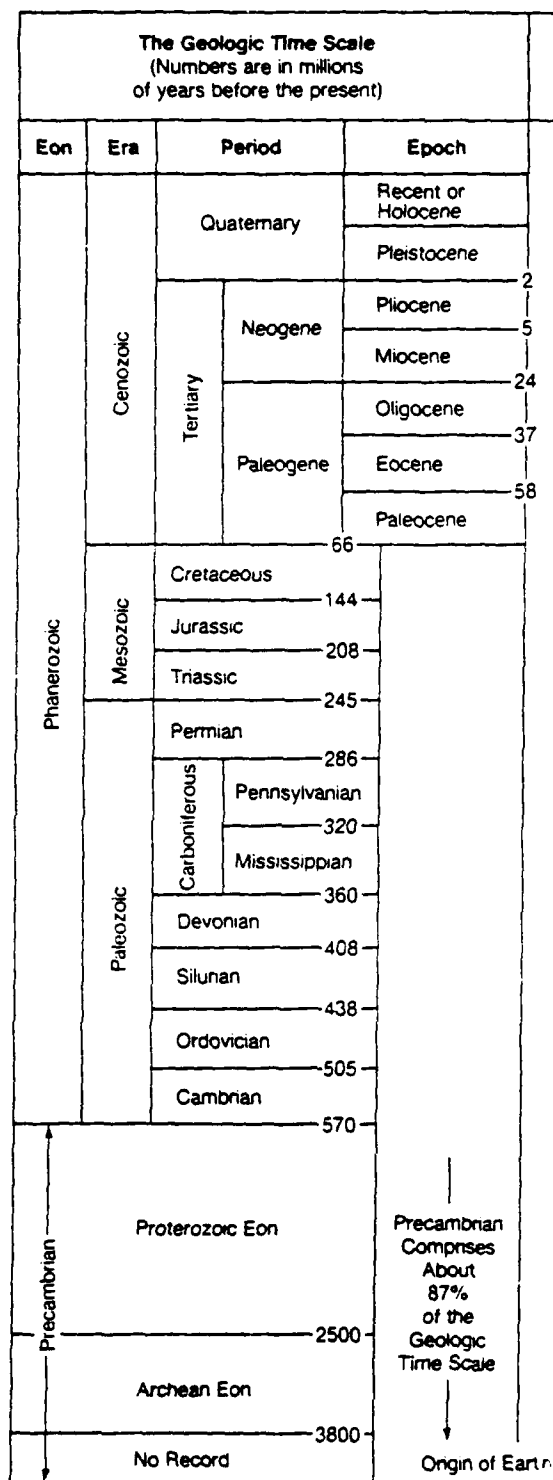 The Geologic Time Scale
(Numbers are in millions
of years before the present)
Eon Era Period Epoch
Phanerozoic
Cenozoic
Quaternary
Recent or
Holocene
Pleistocene
2
Tertiary
Neogene
Pliocene
5
Miocene
24
Paleogene
Oligocene
37
Eocene
58
Paleocene
66
Mesozoic
Cretaceous
144
Jurassic
208
Triassic
245
Paleozoic
Permian
286
Carboniferous
Pennsylvanian
320
Mississippian
360
Devonian
408
Silurian
438
Ordovician
505
Cambrian
570
Precambrian
Proterozoic Eon
2500
Archean Eon
3800
No Record
Precambrian
Comprises
About
87%
of the
Geologic
Time Scale
Origin of Earth